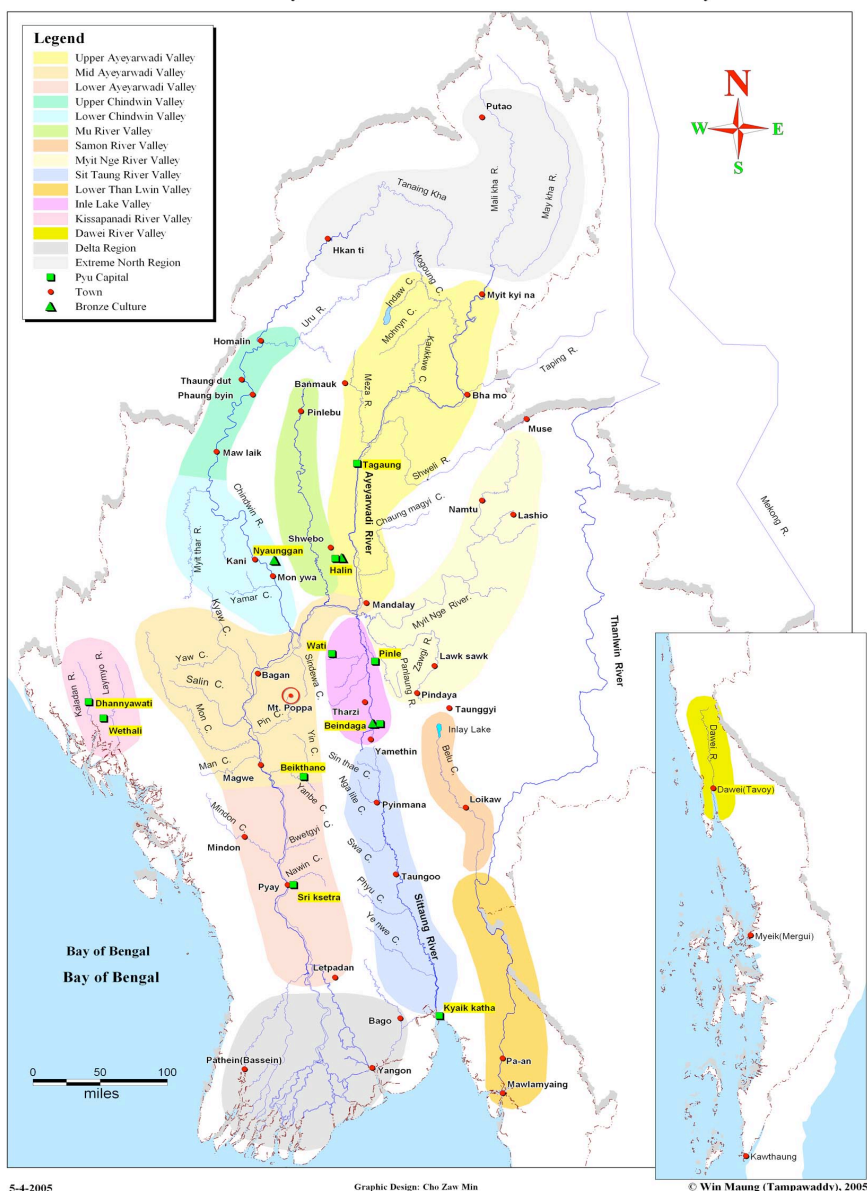 Legend
Upper Ayeyarwadi Valley
Mid Ayeyarwadi Valley
Lower Ayeyarwadi Valley
Upper Chindwin Valley
Lower Chindwin Valley
Mu River Valley
Samon River Valley
Myit Nge River Valley
Sit Taung River Valley
Lower Than Lwin Valley
Inle Lake Valley
Kissapanadi River Valley
Dawei River Valley
Delta Region
Extreme North Region
Pyu Capital
Town
Bronze Culture
N
W E
S
Putao
Tanaing Kha
Mali kha R.
May kha R.
Hkan ti
Mogoung C.
Myit kyi na
Indaw C.
Uru R.
Mohnyn C.
Kaukkwe C.
Homalin
Taping R.
Thaung dut
Banmauk
Meza R.
Phaung byin
Bha mo
Pinlebu
Muse
Maw laik
Tagaung
Shweli R.
Ayeyarwadi River
Chindwin R.
Chaung magyi C.
Namtu
Lashio
Mekong R.
Myit thar R.
Shwebo
Nyaunggan
Kani
Halin
Mon ywa
Yamar C.
Mandalay
Myit Nge River.
Kyaw C.
Thanlwin River
Yaw C.
Wati
Pinle
Sindewa C.
Zawgi R.
Panlaung R.
Lawk sawk
Kaladan R.
Laymyo R.
Bagan
Salin C.
Pindaya
Dhannyawati
Mt. Poppa
Tharzi
Taunggyi
Wethali
Mon C.
Pin C.
Beindaga
Inlay Lake
Dawei R.
Yin C.
Yamethin
Man C.
Sin thae C.
Belu C.
Magwe
Beikthano
Dawei(Tavoy)
Yanbe C.
Nga lite C.
Pyinmana
Loikaw
Mindon C.
Mindon
Bwetgyi C.
Swa C.
Nawin C.
Taungoo
Pyay
Sri ksetra
Phyu C.
Sittaung River
Ye nwe C.
Myeik(Mergui)
Bay of Bengal
Bay of Bengal
Letpadan
Kyaik katha
Bago
Pa-an
Pathein(Bassein)
Yangon
0 50 100
miles
Mawlamyaing
Kawthaung
5-4-2005
Graphic Design: Cho Zaw Min
© Win Maung (Tampawaddy), 2005